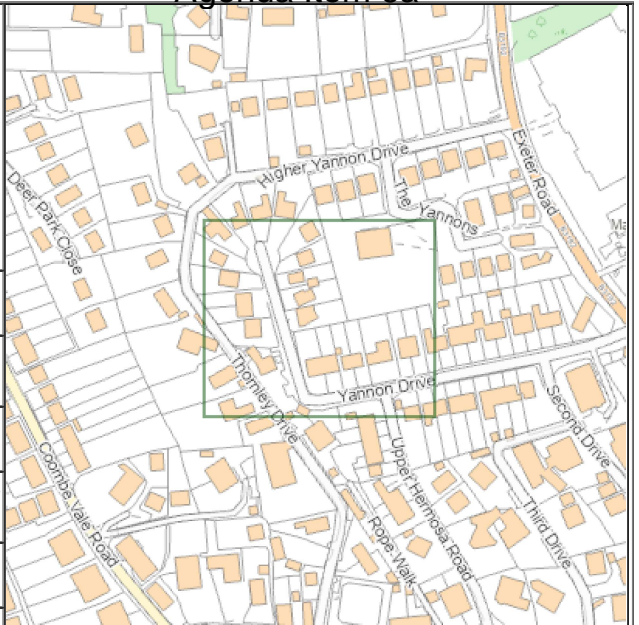 Higher Yannon Drive
Exeter Road
The Yannons
Deer Park Close
Thornley Drive
Yannon Drive
Second Drive
Coombe Vale Road
Upper Hermosa Road
Third Drive
Rope Walk